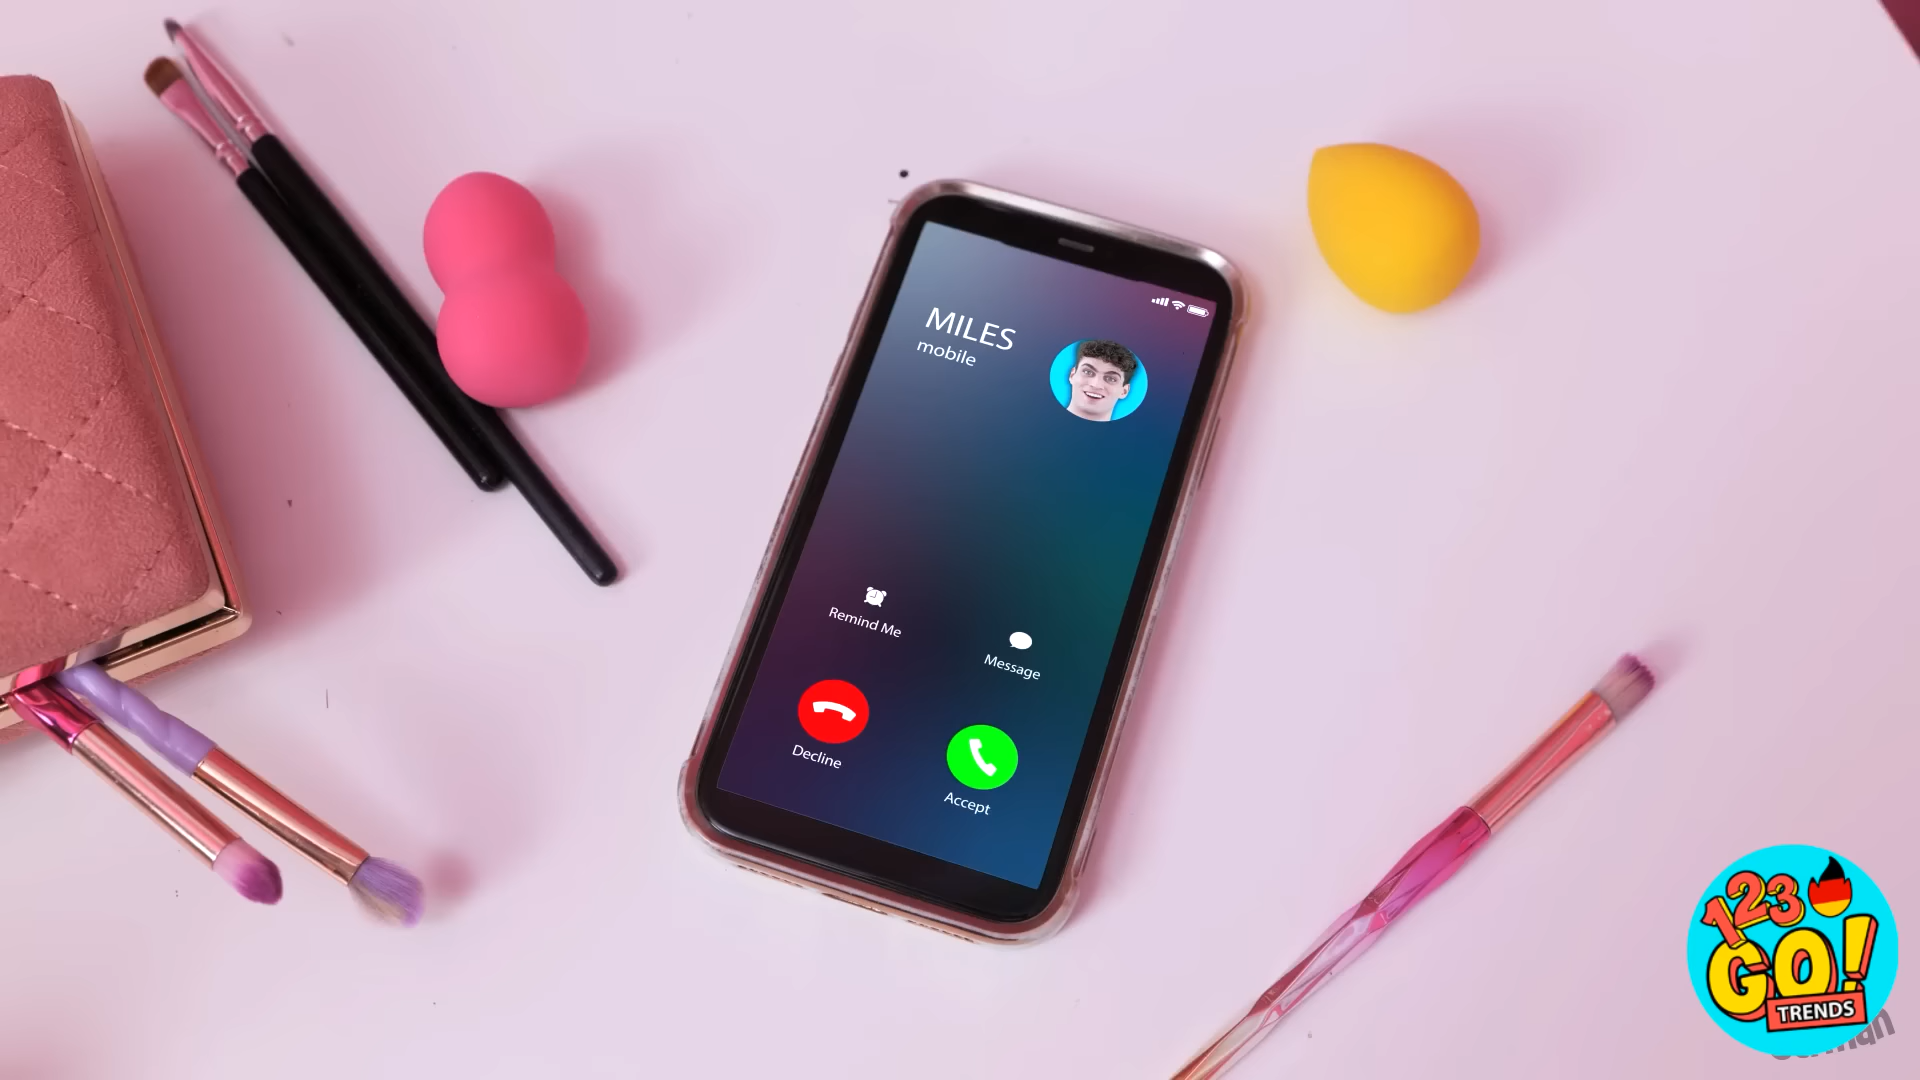 MILES
mobile
Remind Me
Message
Decline
Accept
123
GO!
TRENDS